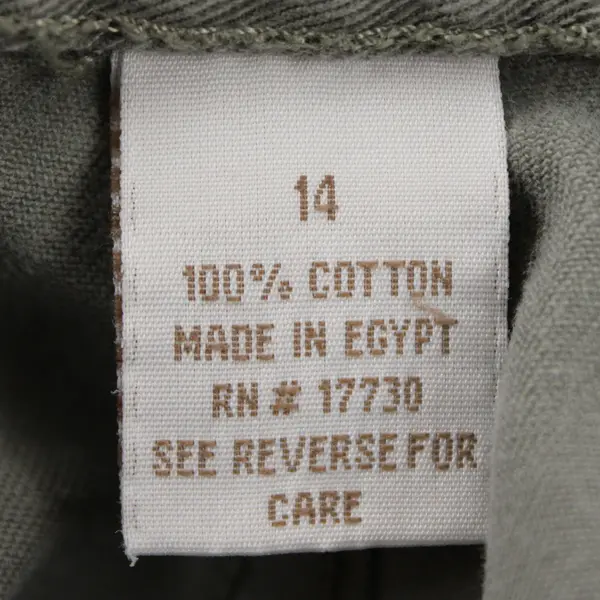 14
100% COTTON
MADE IN EGYPT
RN # 17730
SEE REVERSE FOR
CARE